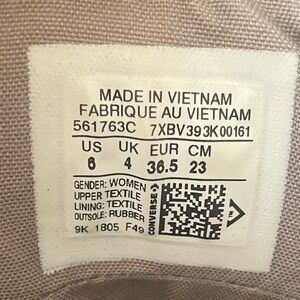 MADE IN VIETNAM
FABRIQUE AU VIETNAM
561763C 7XBV393K00161
US UK EUR CM
6 4 36.5 23
GENDER: WOMEN
UPPER TEXTILE
LINING: TEXTILE
OUTSOLE: RUBBER
9K 1805 F49
CONVERSE